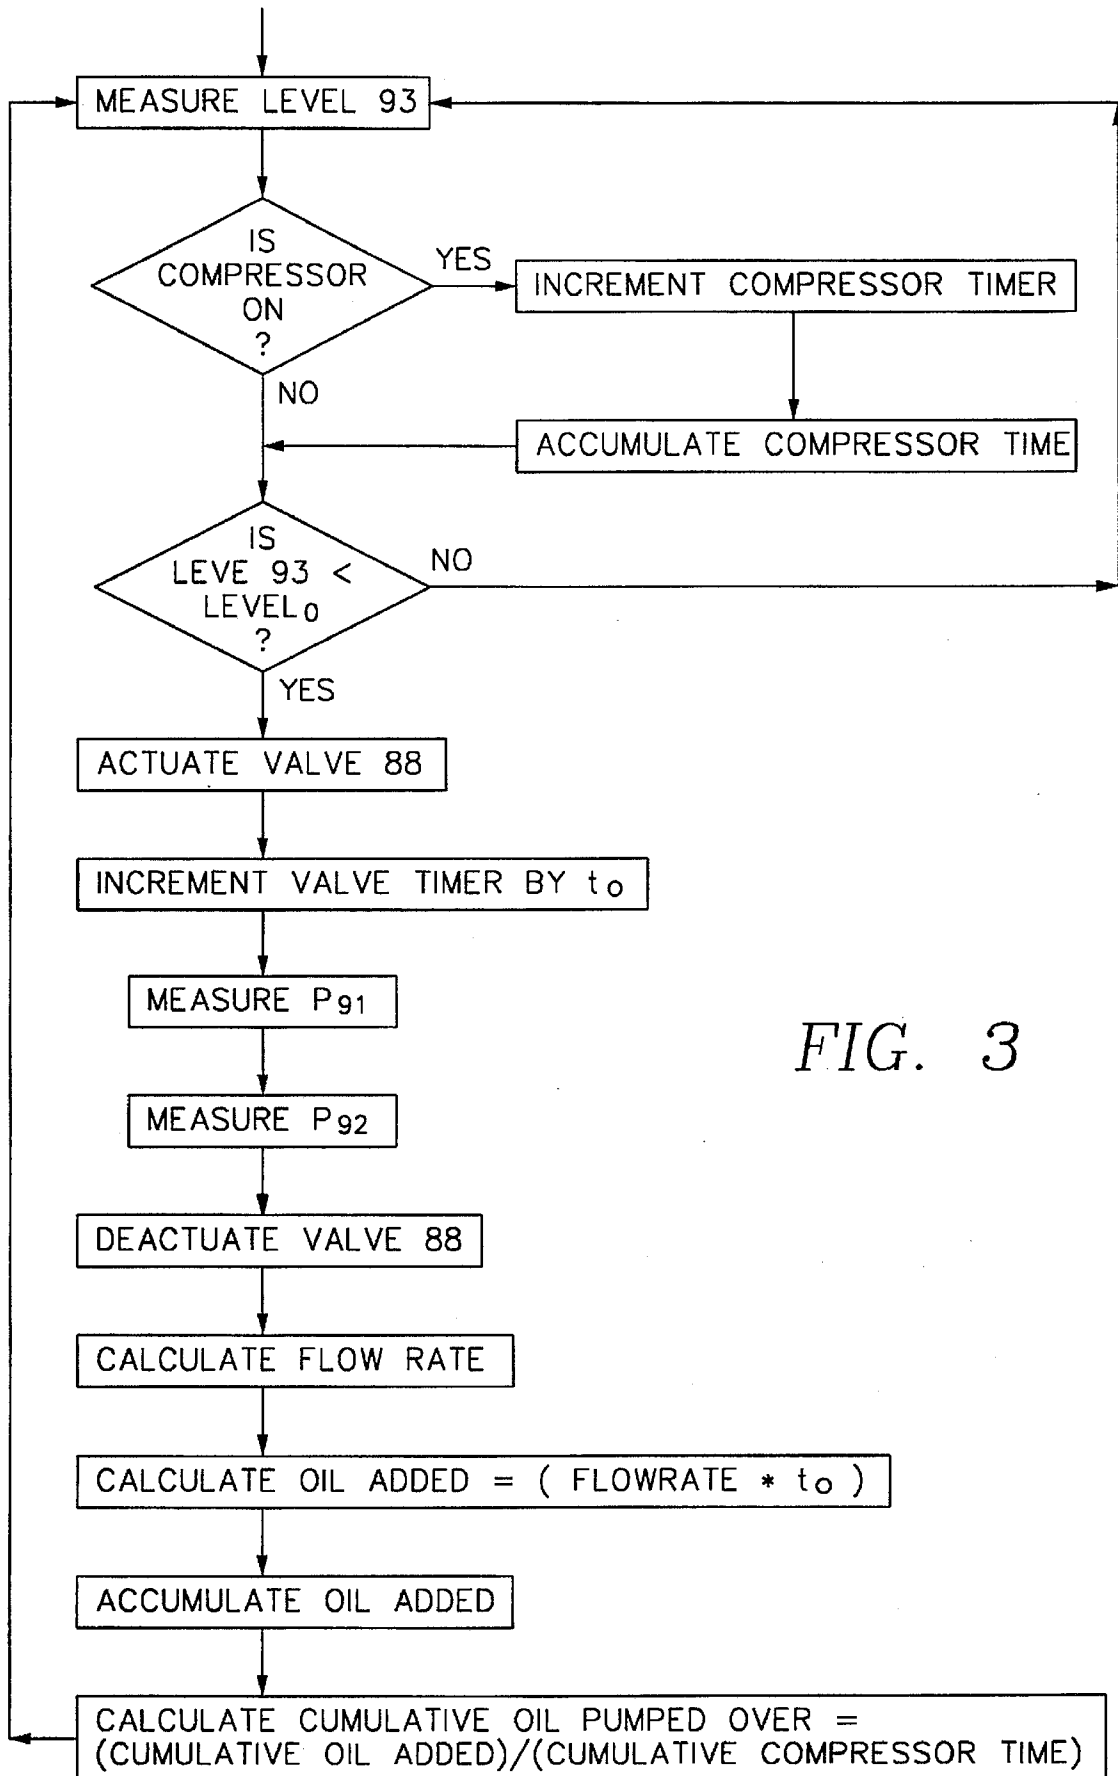 MEASURE LEVEL 93
IS
COMPRESSOR
ON
?
YES
INCREMENT COMPRESSOR TIMER
NO
ACCUMULATE COMPRESSOR TIME
IS
LEVE 93 <
LEVEL0
?
NO
YES
ACTUATE VALVE 88
INCREMENT VALVE TIMER BY to
MEASURE P91
MEASURE P92
DEACTUATE VALVE 88
CALCULATE FLOW RATE
CALCULATE OIL ADDED = ( FLOWRATE * to )
ACCUMULATE OIL ADDED
CALCULATE CUMULATIVE OIL PUMPED OVER =
(CUMULATIVE OIL ADDED)/(CUMULATIVE COMPRESSOR TIME)
FIG. 3